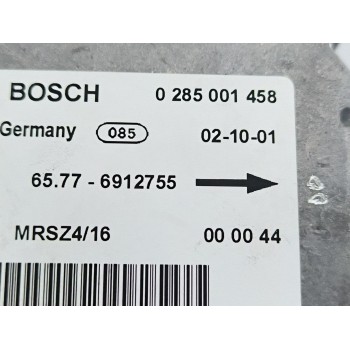 BOSCH 0 285 001 458
Germany 085 02-10-01
65.77 - 6912755
MRSZ4/16 00 00 44